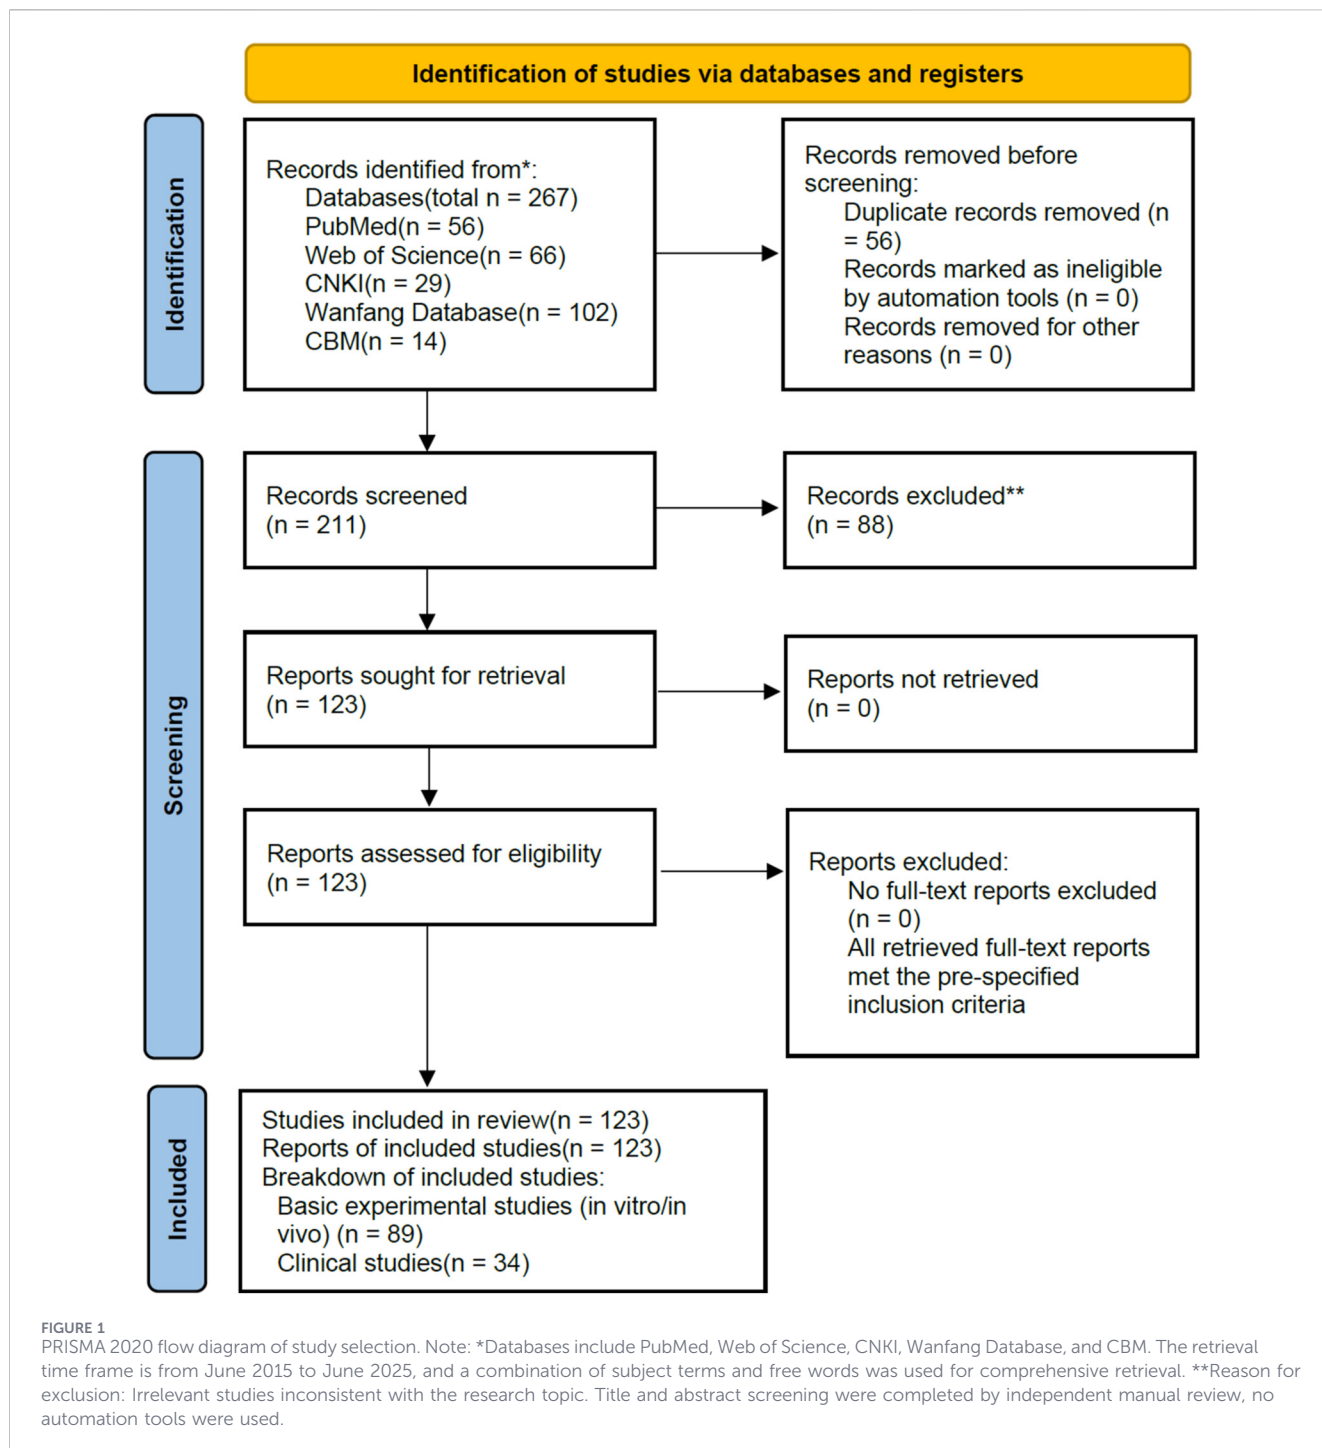 Identification of studies via databases and registers
Identification
Records identified from*:
Databases(total n = 267)
PubMed(n = 56)
Web of Science(n = 66)
CNKI(n = 29)
Wanfang Database(n = 102)
CBM(n = 14)
Records removed before
screening:
Duplicate records removed (n
= 56)
Records marked as ineligible
by automation tools (n = 0)
Records removed for other
reasons (n = 0)
Screening
Records screened
(n = 211)
Records excluded**
(n = 88)
Reports sought for retrieval
(n = 123)
Reports not retrieved
(n = 0)
Reports assessed for eligibility
(n = 123)
Reports excluded:
No full-text reports excluded
(n = 0)
All retrieved full-text reports
met the pre-specified
inclusion criteria
Included
Studies included in review(n = 123)
Reports of included studies(n = 123)
Breakdown of included studies:
Basic experimental studies (in vitro/in
vivo) (n = 89)
Clinical studies(n = 34)
FIGURE 1
PRISMA 2020 flow diagram of study selection. Note: *Databases include PubMed, Web of Science, CNKI, Wanfang Database, and CBM. The retrieval
time frame is from June 2015 to June 2025, and a combination of subject terms and free words was used for comprehensive retrieval. **Reason for
exclusion: Irrelevant studies inconsistent with the research topic. Title and abstract screening were completed by independent manual review, no
automation tools were used.